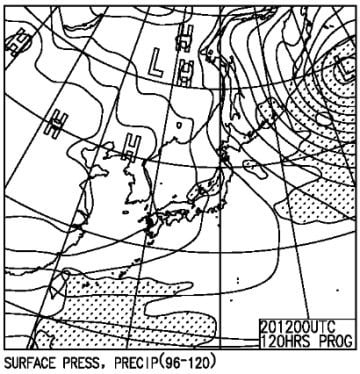 H
H
L
H
L
H
H
201200UTC
120HRS PROG
SURFACE PRESS, PRECIP(96-120)